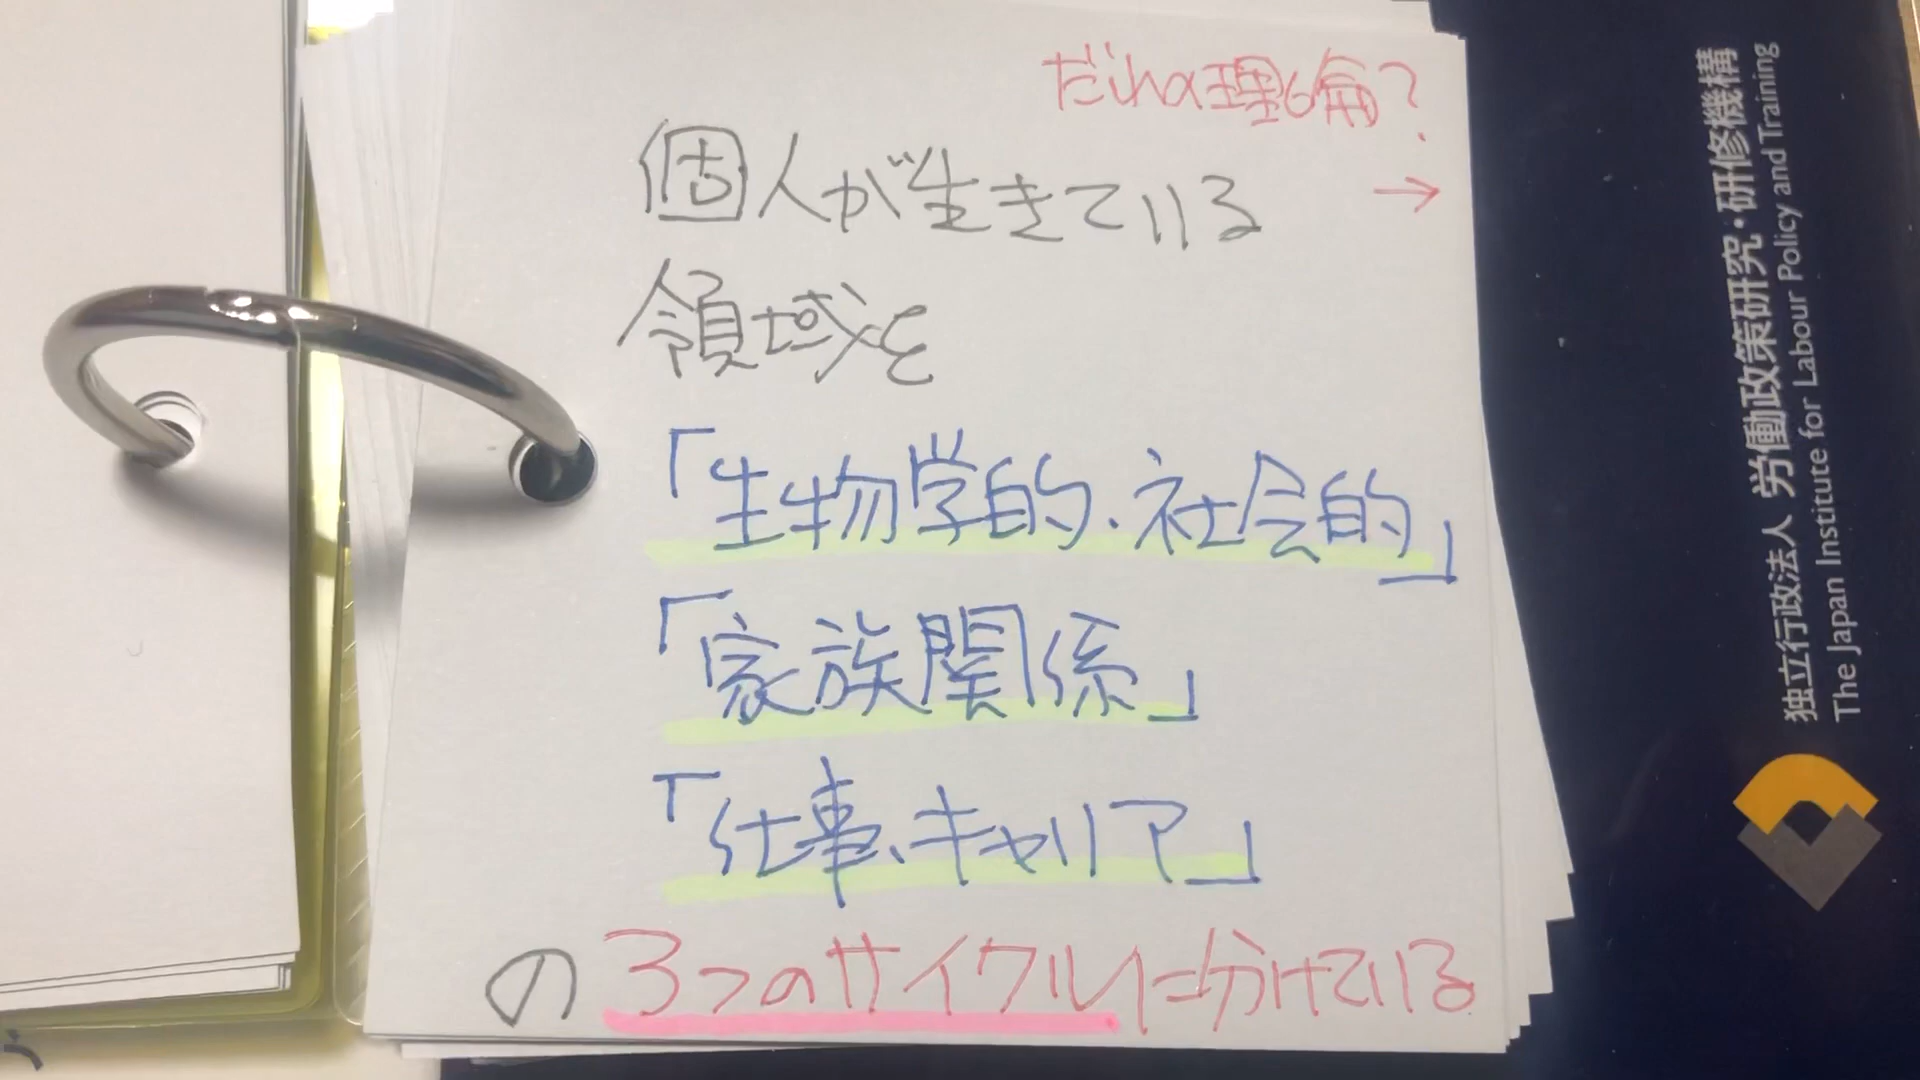 だれの理論?
→
個人が生きている
領域を
「生物学的、社会的」
「家族関係」
「仕事、キャリア」
の3つのサイクルに分けている
独立行政法人 労働政策研究・研修機構
The Japan Institute for Labour Policy and Training